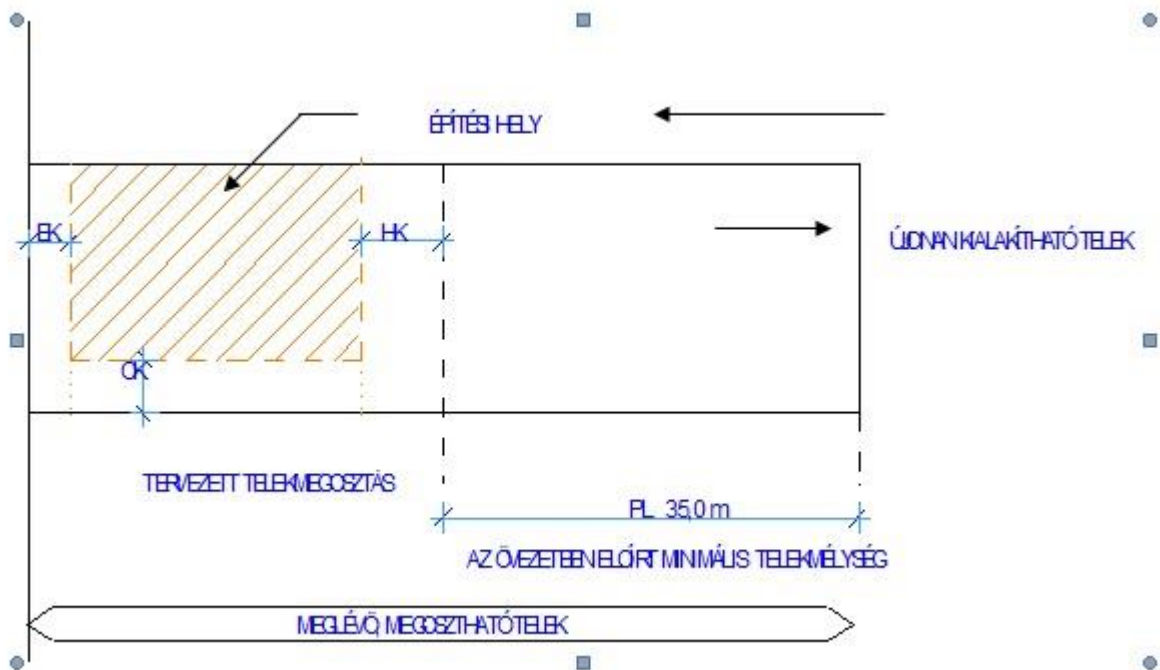 ÉPÍTÉSI HELY
EK
HK
ÚJONNAN KIALAKÍTHATÓ TELEK
OK
TERVEZETT TELEKMEGOSZTÁS
PL. 35,0 m
AZ ÖVEZETBEN ELŐÍRT MINIMÁLIS TELEKMÉLYSÉG
MEGLÉVŐ, MEGOSZTHATÓ TELEK